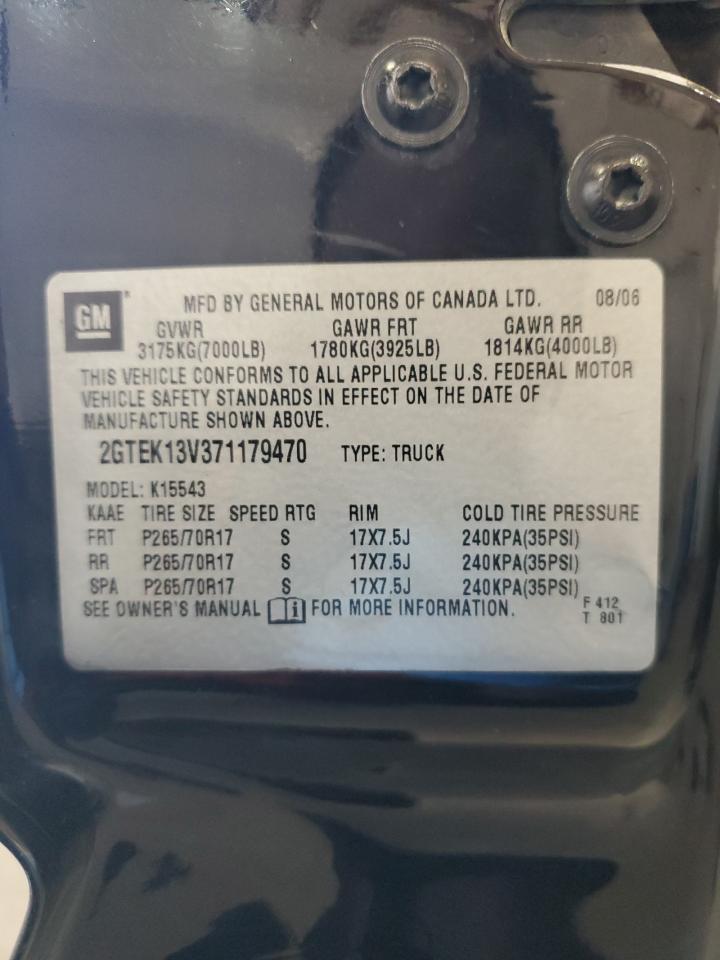 GM® MFD BY GENERAL MOTORS OF CANADA LTD. 08/06
GVWR GAWR FRT GAWR RR
3175KG(7000LB) 1780KG(3925LB) 1814KG(4000LB)
THIS VEHICLE CONFORMS TO ALL APPLICABLE U.S. FEDERAL MOTOR
VEHICLE SAFETY STANDARDS IN EFFECT ON THE DATE OF
MANUFACTURE SHOWN ABOVE.
2GTEK13V371179470 TYPE: TRUCK
MODEL: K15543
KAAE TIRE SIZE SPEED RTG RIM COLD TIRE PRESSURE
FRT P265/70R17 S 17X7.5J 240KPA(35PSI)
RR P265/70R17 S 17X7.5J 240KPA(35PSI)
SPA P265/70R17 S 17X7.5J 240KPA(35PSI)
SEE OWNER'S MANUAL i FOR MORE INFORMATION. F 412
T 801